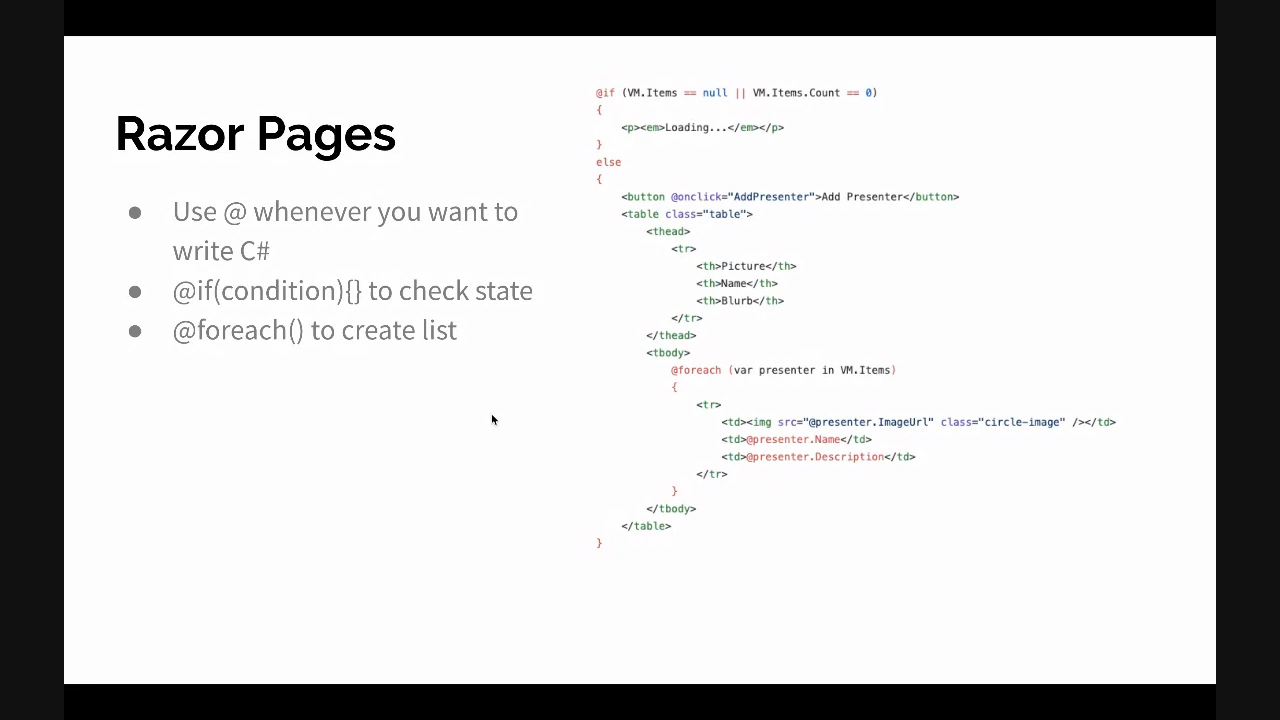 Razor Pages
● Use @ whenever you want to
write C#
● @if(condition){} to check state
● @foreach() to create list
@if (VM.Items == null || VM.Items.Count == 0)
{
    <p><em>Loading...</em></p>
}
else
{
    <button @onclick="AddPresenter">Add Presenter</button>
    <table class="table">
        <thead>
            <tr>
                <th>Picture</th>
                <th>Name</th>
                <th>Blurb</th>
            </tr>
        </thead>
        <tbody>
            @foreach (var presenter in VM.Items)
            {
                <tr>
                    <td><img src="@presenter.ImageUrl" class="circle-image" /></td>
                    <td>@presenter.Name</td>
                    <td>@presenter.Description</td>
                </tr>
            }
        </tbody>
    </table>
}